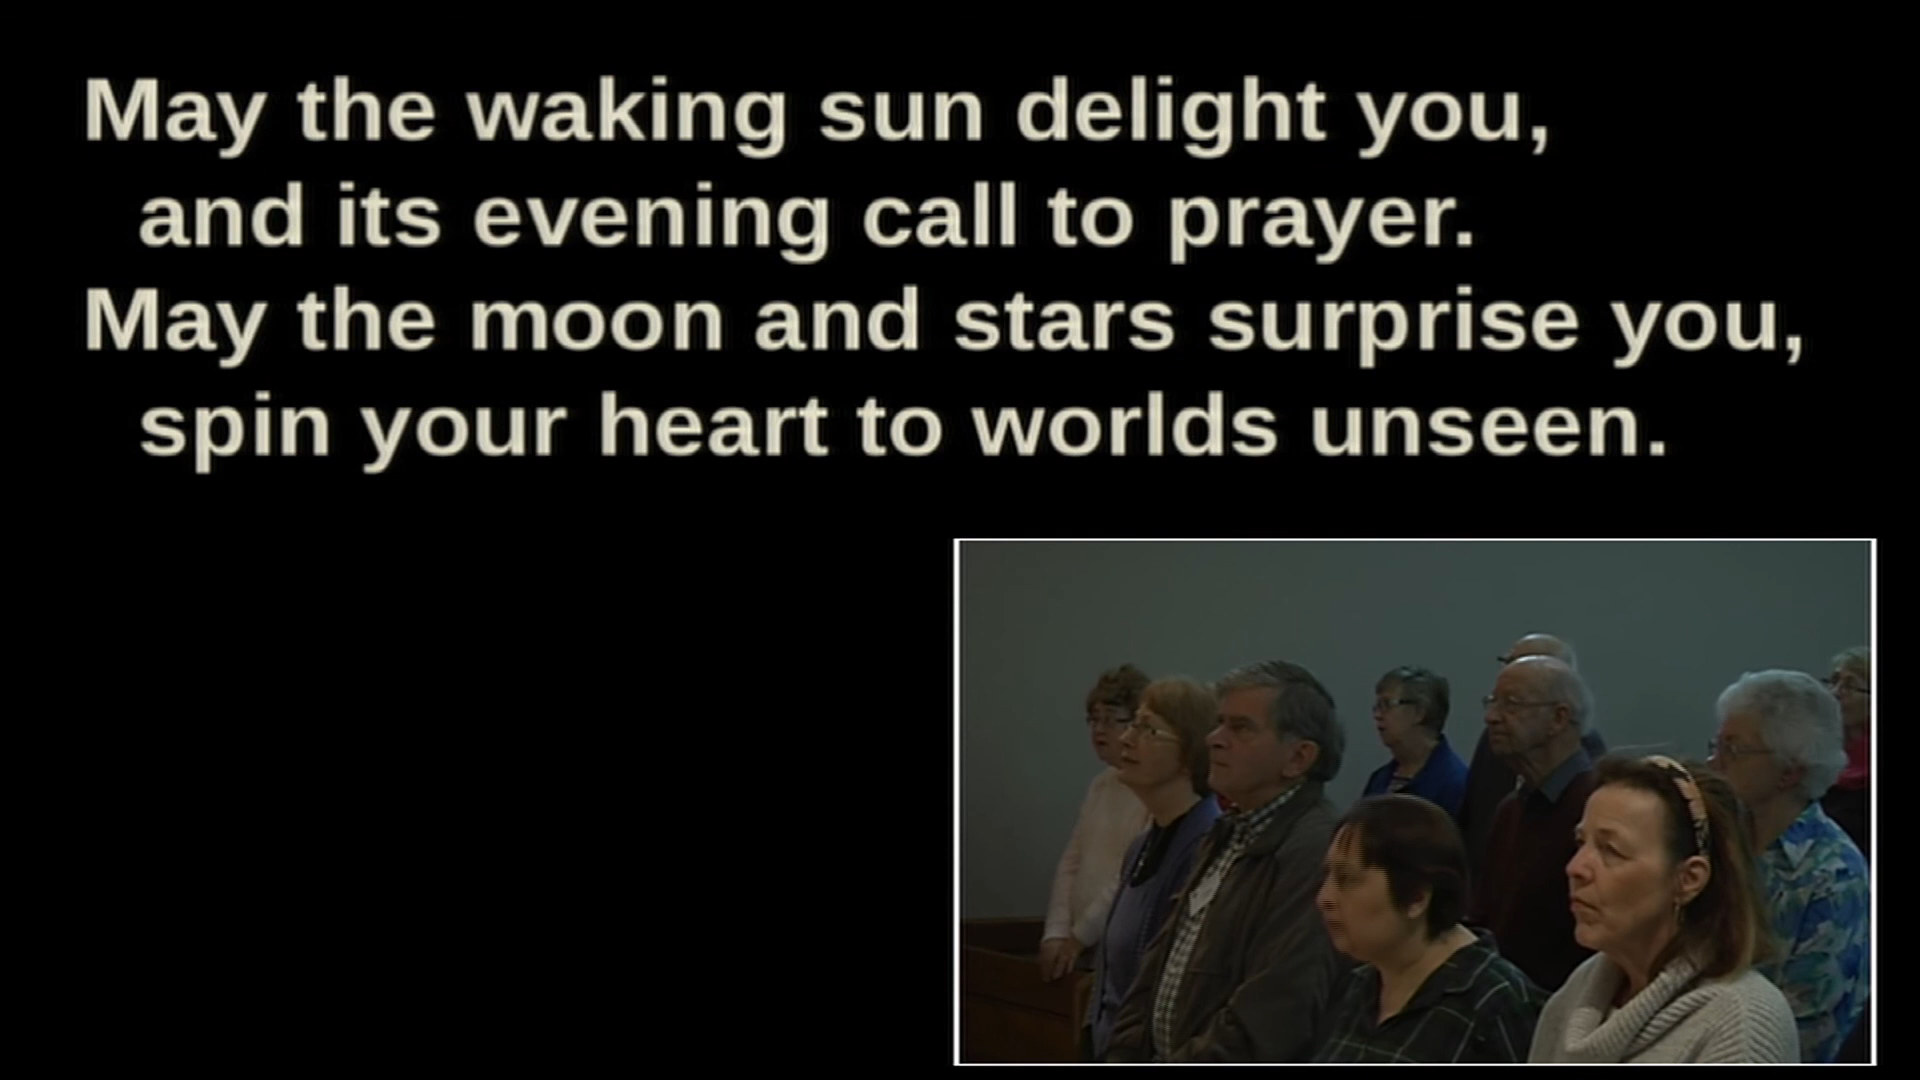 May the waking sun delight you,
and its evening call to prayer.
May the moon and stars surprise you,
spin your heart to worlds unseen.